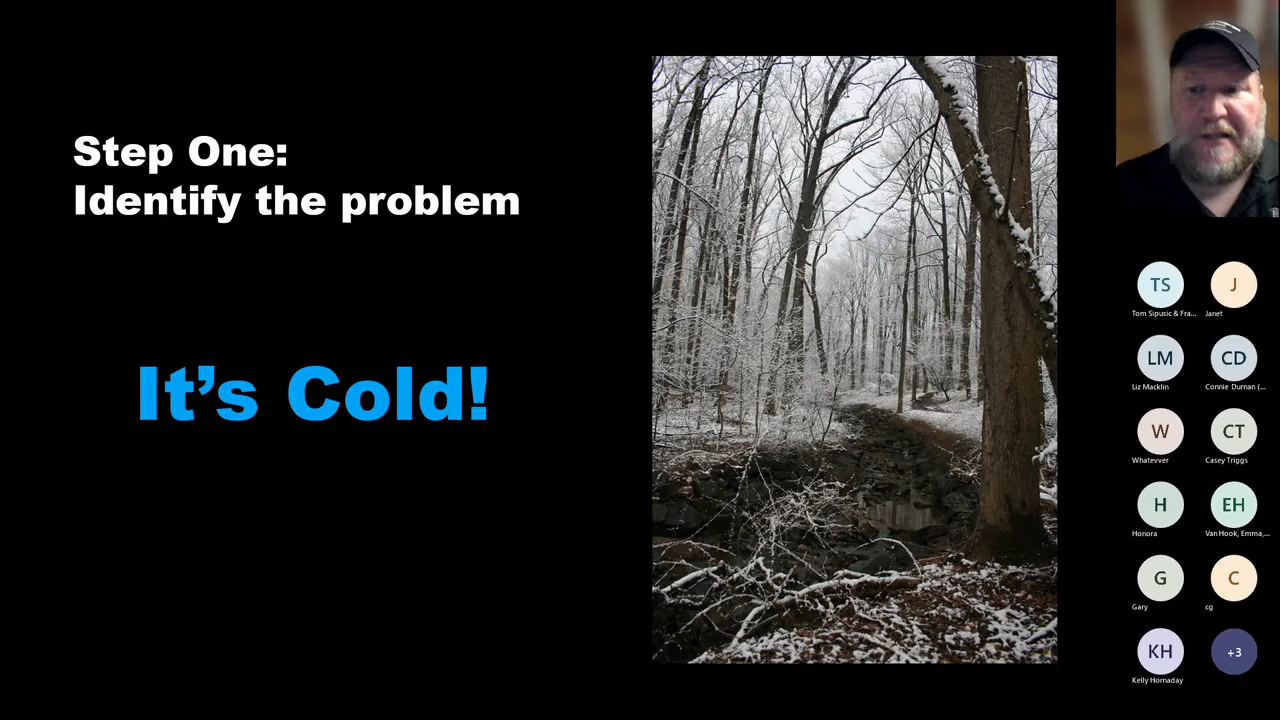 Step One:
Identify the problem
It's Cold!
TS
J
Tom Sipusic & Fra...
Janet
LM
CD
Liz Macklin
Connie Durnan (...
W
CT
Whatevver
Casey Triggs
H
EH
Honora
Van Hook, Emma,...
G
C
Gary
cg
KH
+3
Kelly Hornaday